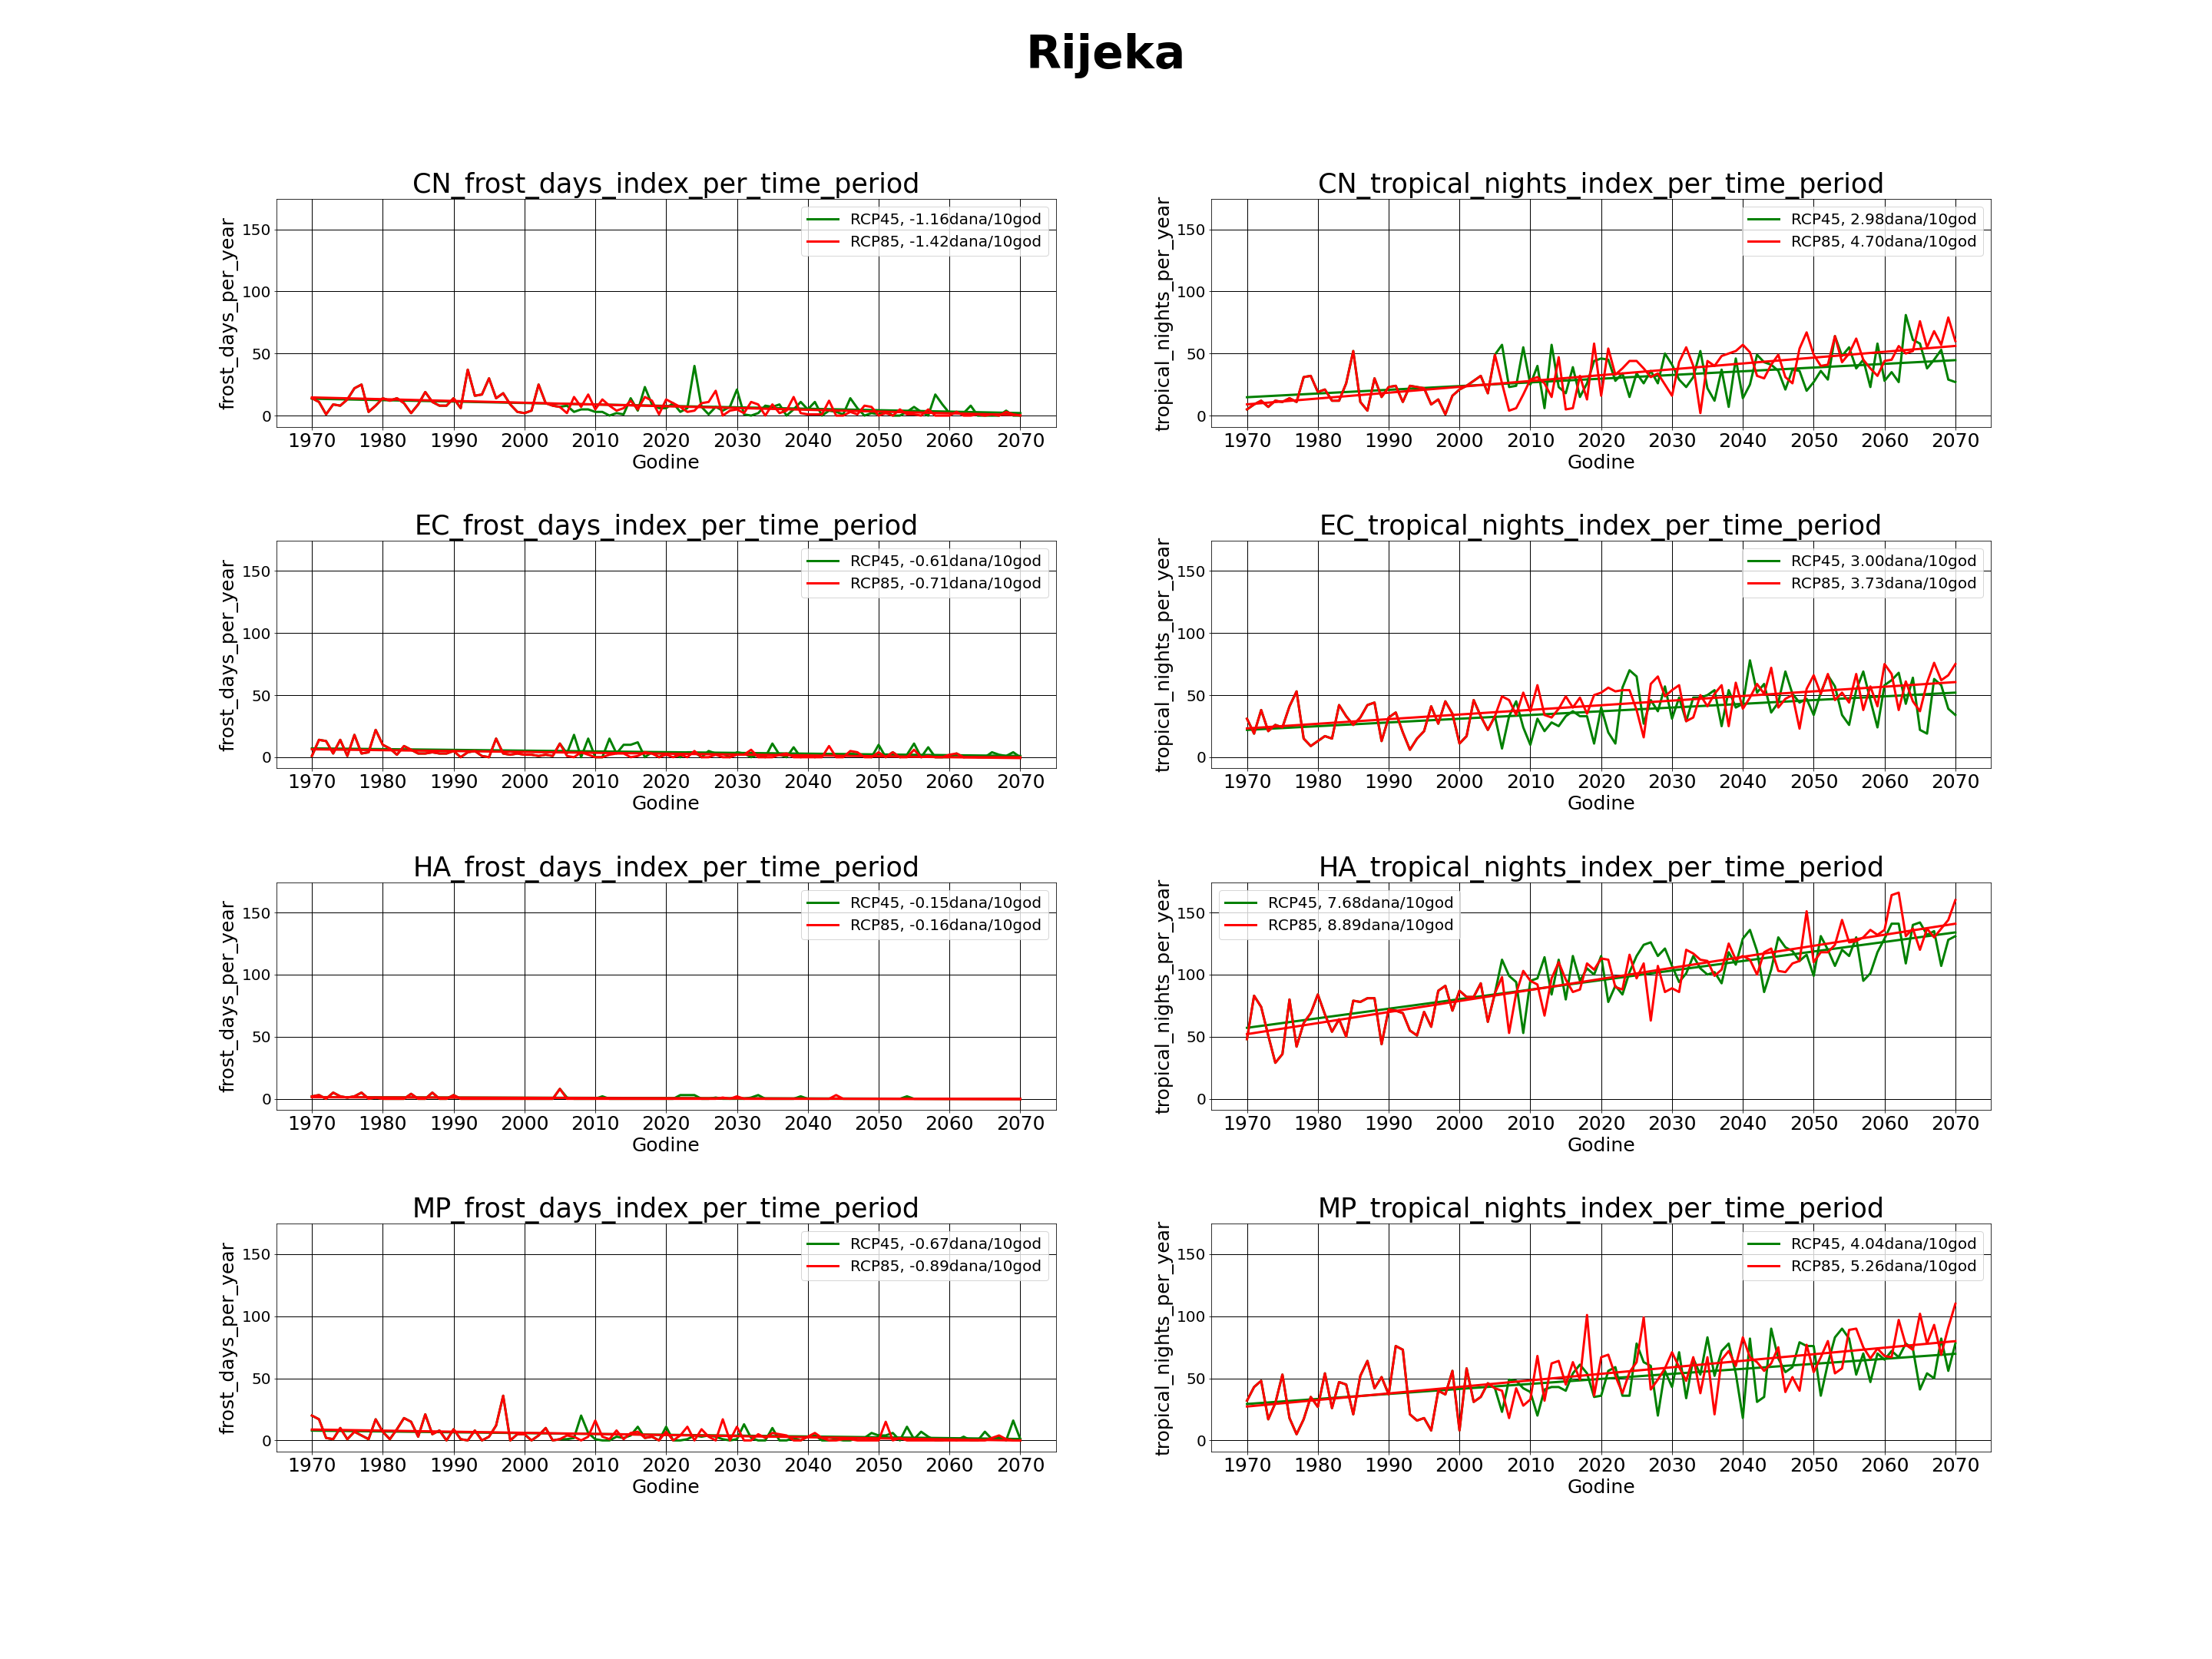 Rijeka
CN_frost_days_index_per_time_period
frost_days_per_year
150
100
50
0
RCP45, -1.16dana/10god
RCP85, -1.42dana/10god
1970 1980 1990 2000 2010 2020 2030 2040 2050 2060 2070
Godine
CN_tropical_nights_index_per_time_period
tropical_nights_per_year
150
100
50
0
RCP45, 2.98dana/10god
RCP85, 4.70dana/10god
1970 1980 1990 2000 2010 2020 2030 2040 2050 2060 2070
Godine
EC_frost_days_index_per_time_period
frost_days_per_year
150
100
50
0
RCP45, -0.61dana/10god
RCP85, -0.71dana/10god
1970 1980 1990 2000 2010 2020 2030 2040 2050 2060 2070
Godine
EC_tropical_nights_index_per_time_period
tropical_nights_per_year
150
100
50
0
RCP45, 3.00dana/10god
RCP85, 3.73dana/10god
1970 1980 1990 2000 2010 2020 2030 2040 2050 2060 2070
Godine
HA_frost_days_index_per_time_period
frost_days_per_year
150
100
50
0
RCP45, -0.15dana/10god
RCP85, -0.16dana/10god
1970 1980 1990 2000 2010 2020 2030 2040 2050 2060 2070
Godine
HA_tropical_nights_index_per_time_period
tropical_nights_per_year
150
100
50
0
RCP45, 7.68dana/10god
RCP85, 8.89dana/10god
1970 1980 1990 2000 2010 2020 2030 2040 2050 2060 2070
Godine
MP_frost_days_index_per_time_period
frost_days_per_year
150
100
50
0
RCP45, -0.67dana/10god
RCP85, -0.89dana/10god
1970 1980 1990 2000 2010 2020 2030 2040 2050 2060 2070
Godine
MP_tropical_nights_index_per_time_period
tropical_nights_per_year
150
100
50
0
RCP45, 4.04dana/10god
RCP85, 5.26dana/10god
1970 1980 1990 2000 2010 2020 2030 2040 2050 2060 2070
Godine